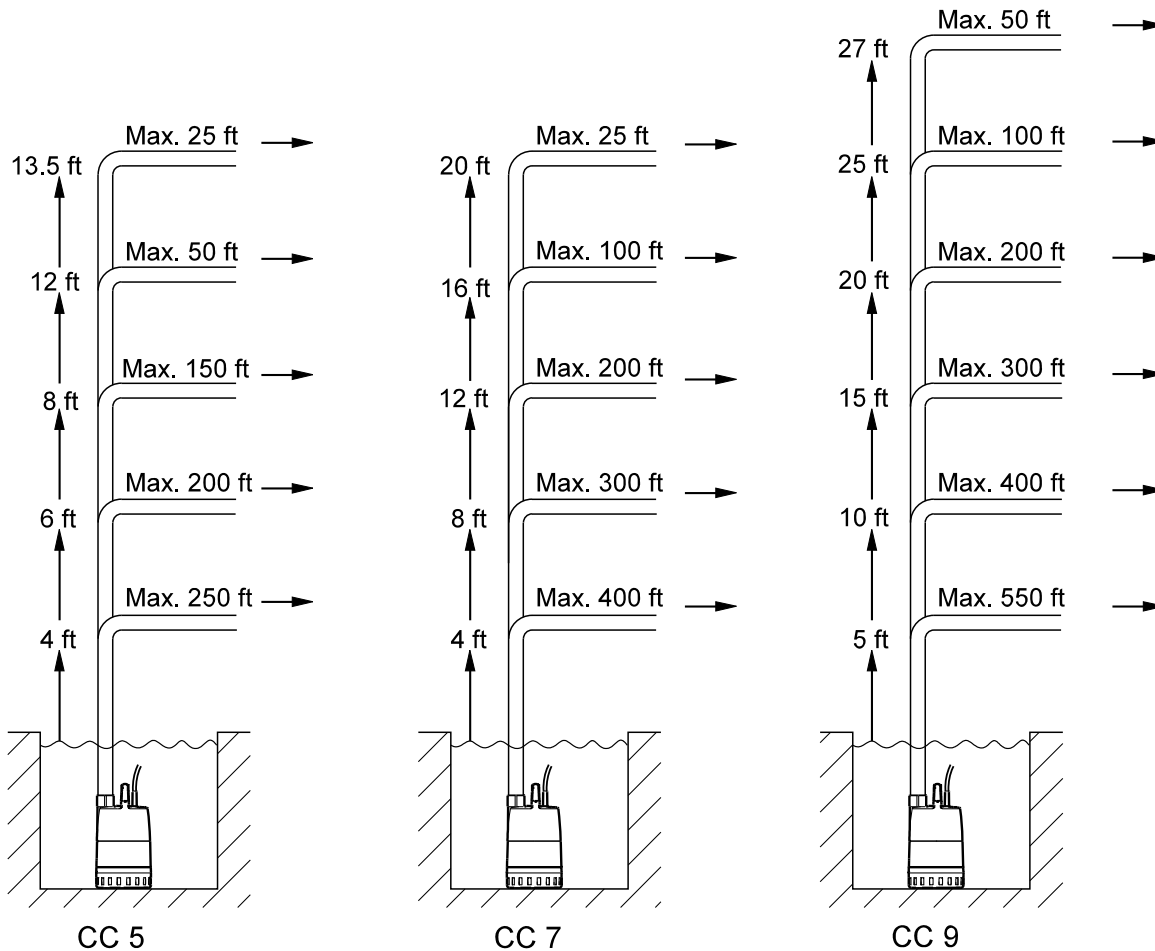 Max. 25 ft
13.5 ft
Max. 50 ft
12 ft
Max. 150 ft
8 ft
Max. 200 ft
6 ft
Max. 250 ft
4 ft
CC 5
Max. 25 ft
20 ft
Max. 100 ft
16 ft
Max. 200 ft
12 ft
Max. 300 ft
8 ft
Max. 400 ft
4 ft
CC 7
Max. 50 ft
27 ft
Max. 100 ft
25 ft
Max. 200 ft
20 ft
Max. 300 ft
15 ft
Max. 400 ft
10 ft
Max. 550 ft
5 ft
CC 9